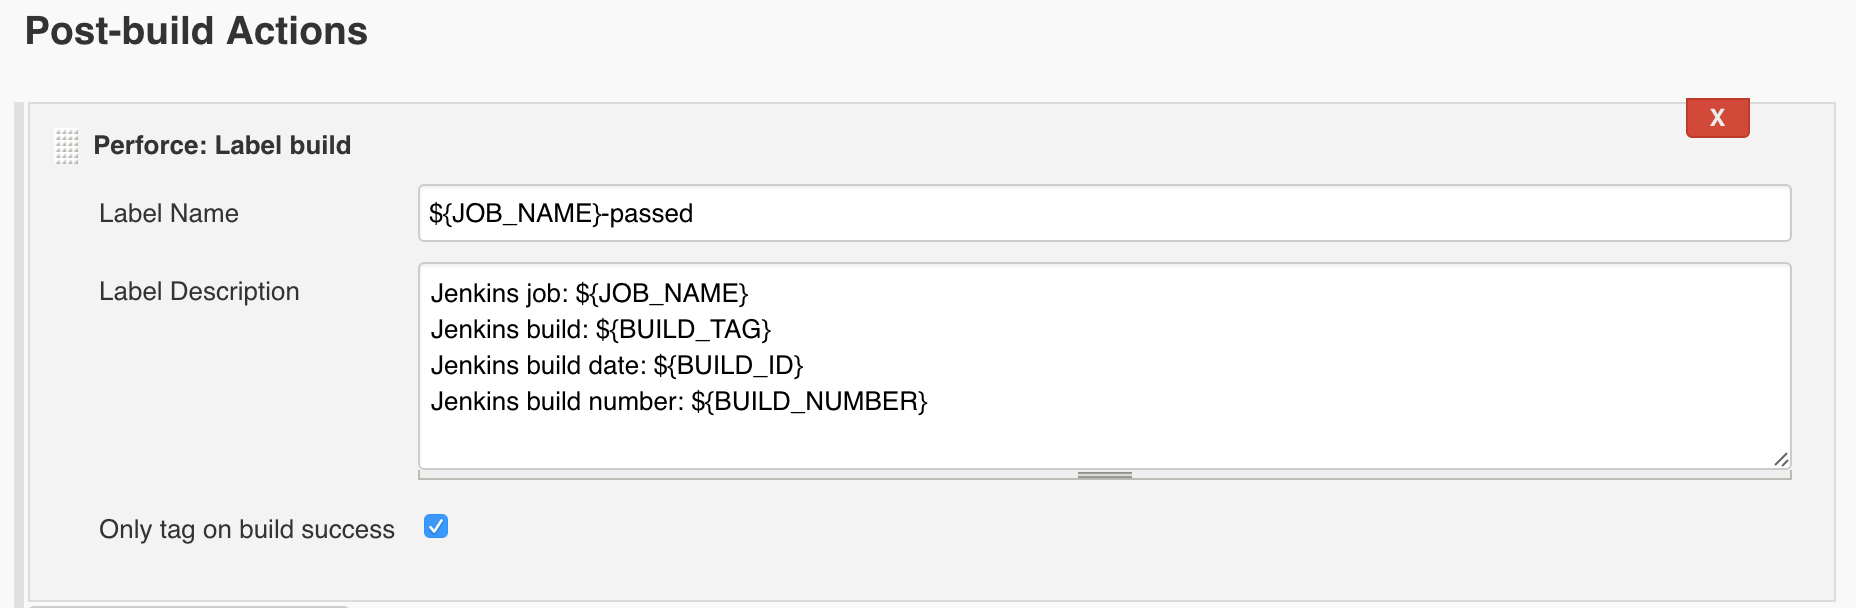 Post-build Actions
X
Perforce: Label build
Label Name
${JOB_NAME}-passed
Label Description
Jenkins job: ${JOB_NAME}
Jenkins build: ${BUILD_TAG}
Jenkins build date: ${BUILD_ID}
Jenkins build number: ${BUILD_NUMBER}
Only tag on build success